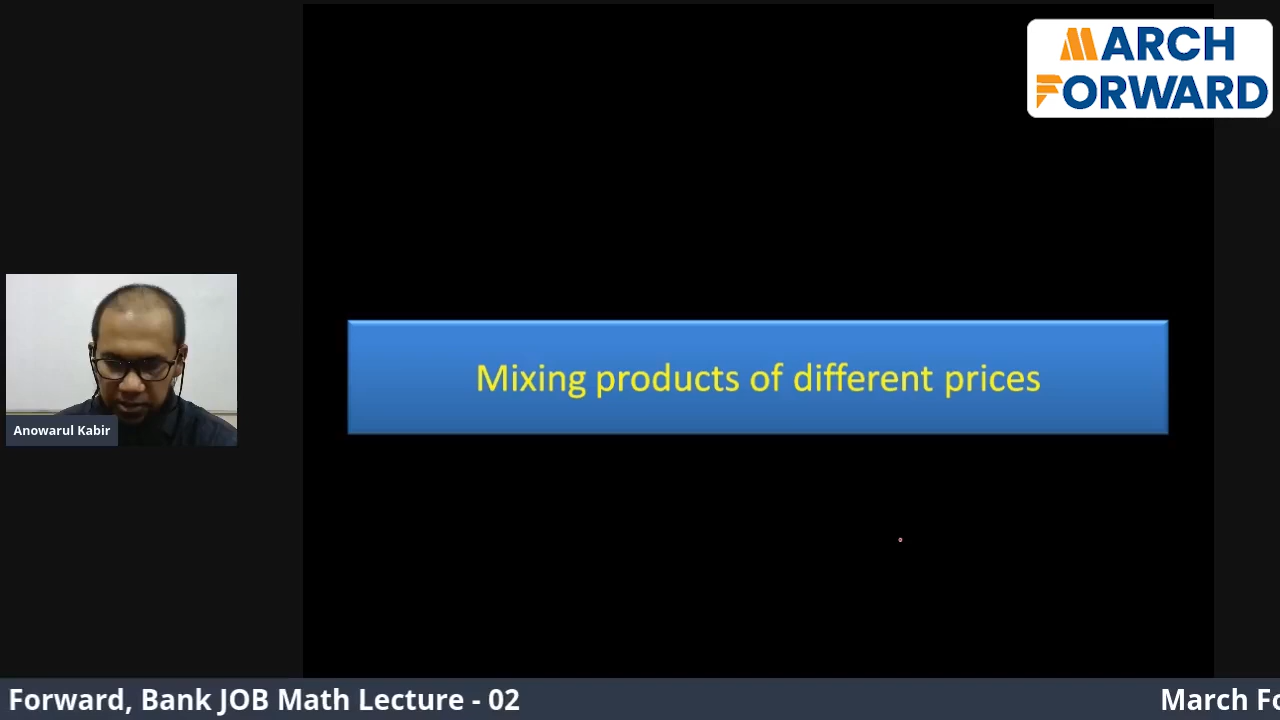 MARCH
FORWARD
Mixing products of different prices
Anowarul Kabir
Forward, Bank JOB Math Lecture - 02
March Fo